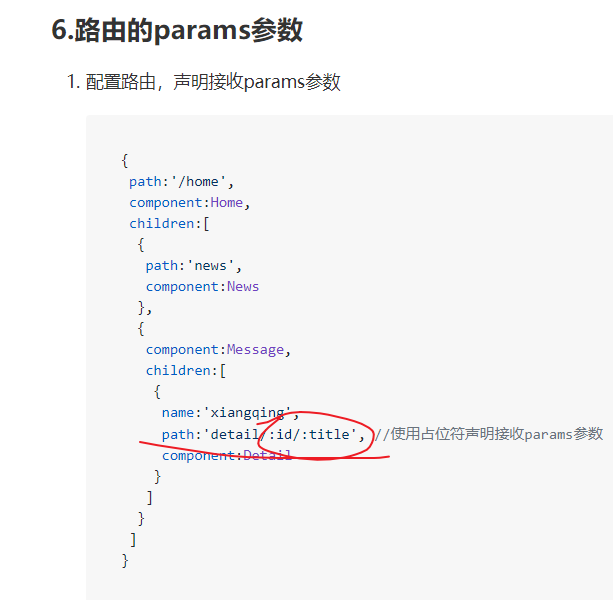 6.路由的params参数
1. 配置路由，声明接收params参数
{
path:'/home',
component:Home,
children:[
{
path:'news',
component:News
},
{
component:Message,
children:[
{
name:'xiangqing',
path:'detail/:id/:title', //使用占位符声明接收params参数
component:Detail
}
]
}
]
}